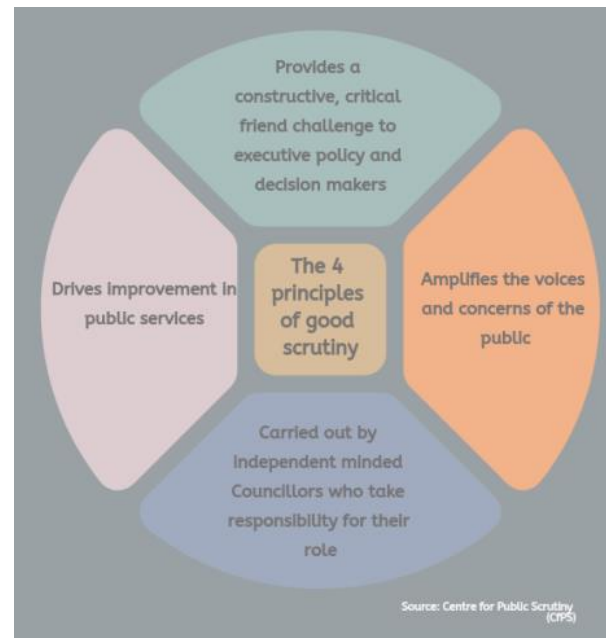 Provides a
constructive, critical
friend challenge to
executive policy and
decision makers
Drives improvement in
public services
The 4
principles
of good
scrutiny
Amplifies the voices
and concerns of the
public
Carried out by
independent minded
Councillors who take
responsibility for their
role
Source: Centre for Public Scrutiny
(CfPS)